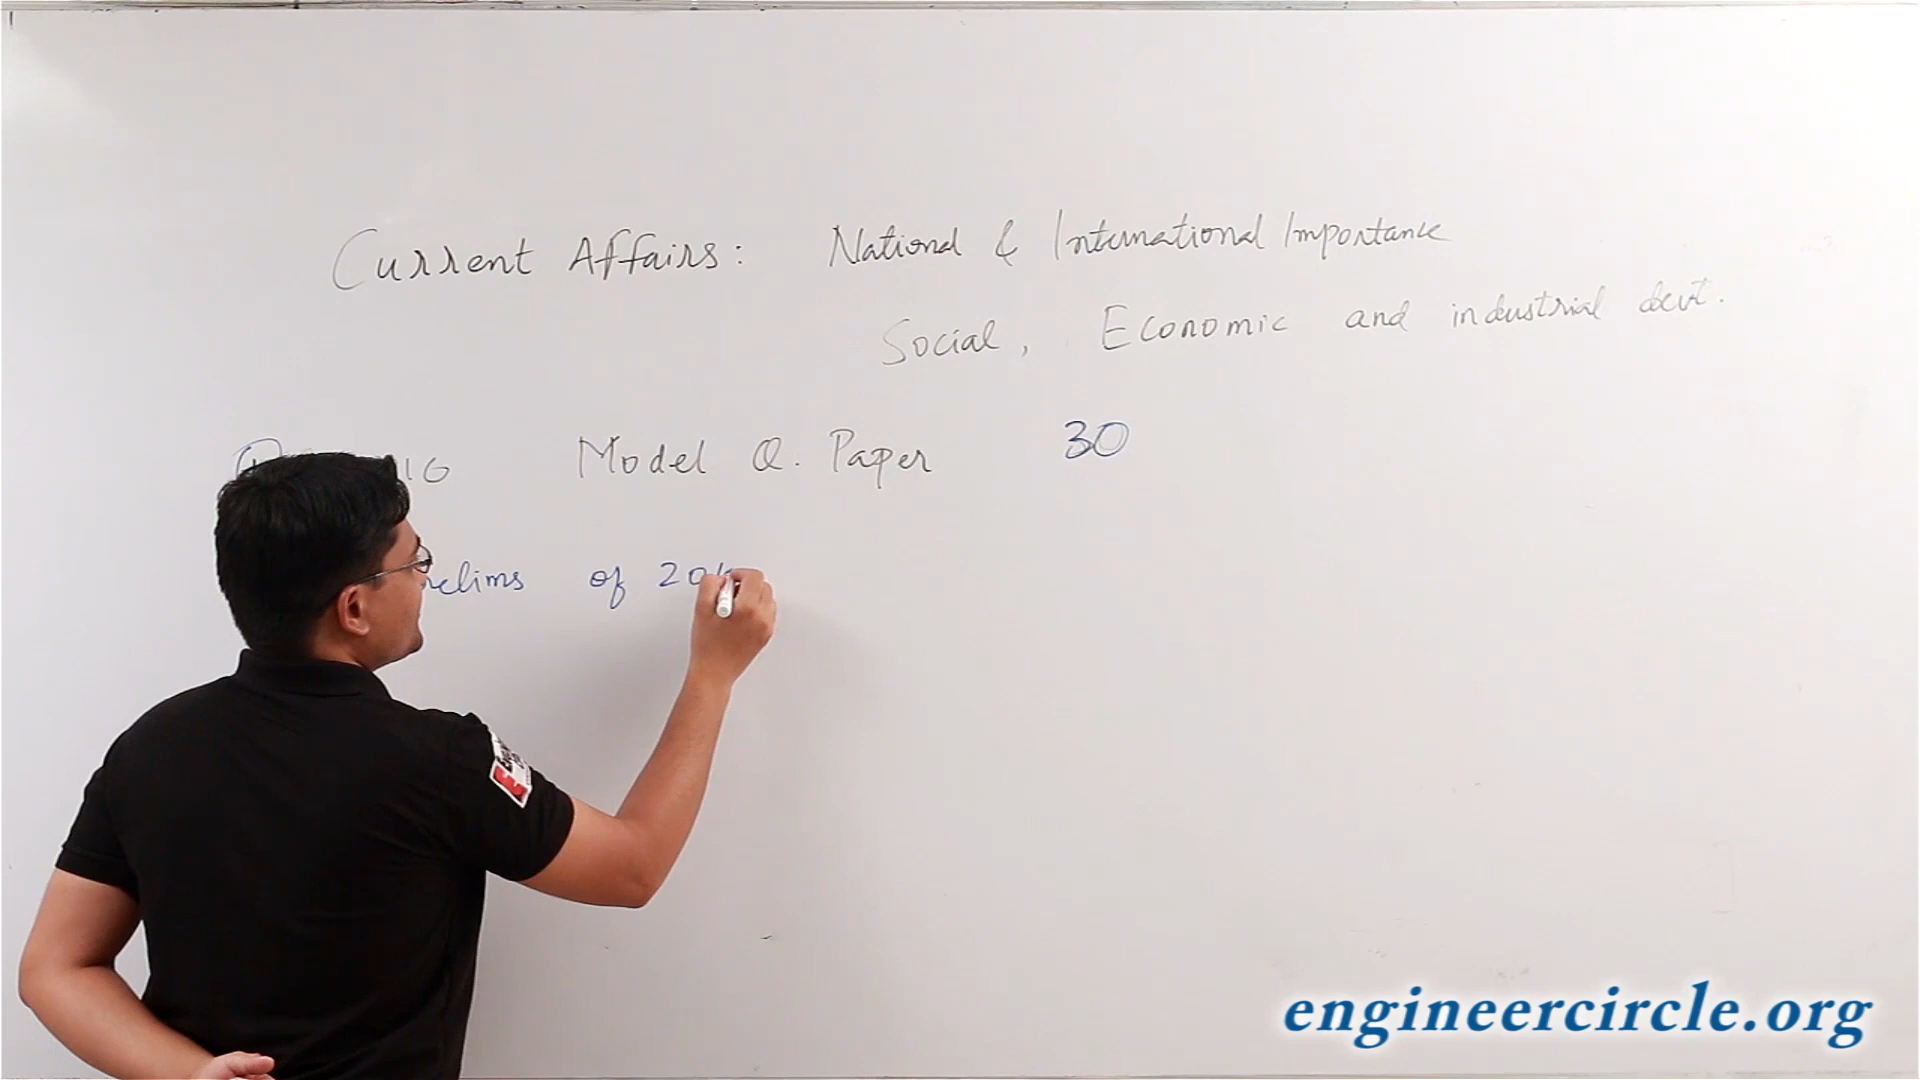 Current Affairs: National & International Importance
Social, Economic and industrial devt.
Model Q. Paper 30
of
engineercircle.org